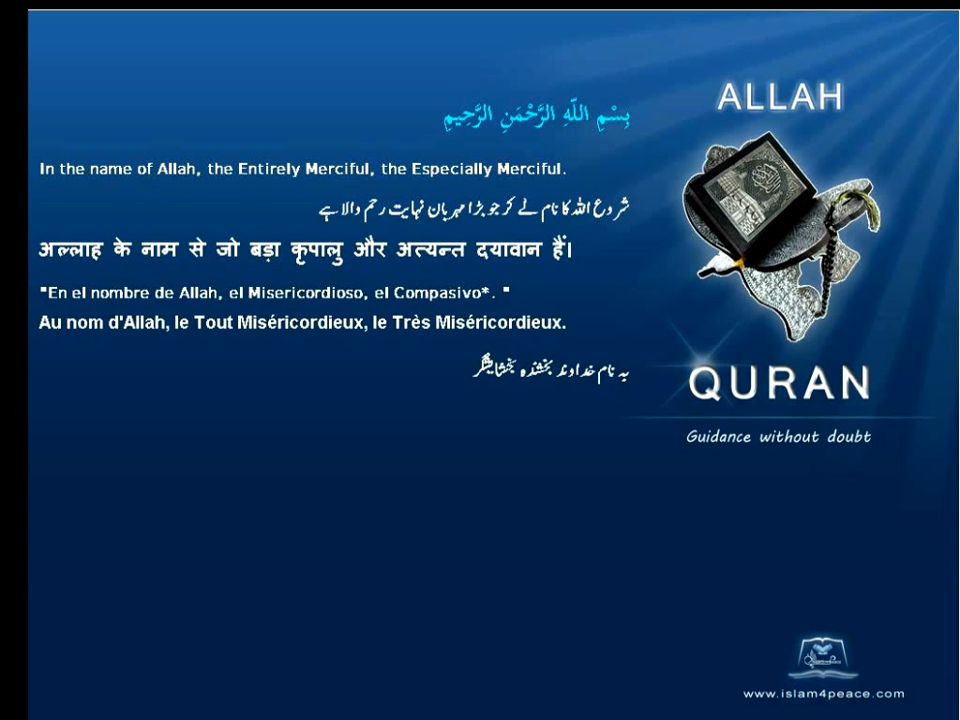 بِسْمِ اللّهِ الرَّحْمَنِ الرَّحِيمِ
In the name of Allah, the Entirely Merciful, the Especially Merciful.
شروع اللہ کا نام لے کر جو بڑا مہربان نہایت رحم والا ہے
अल्लाह के नाम से जो बड़ा कृपालु और अत्यन्त दयावान हैं।
"En el nombre de Allah, el Misericordioso, el Compasivo*. "
Au nom d'Allah, le Tout Miséricordieux, le Très Miséricordieux.
به نام خداوند بخشنده بخشایشگر
ALLAH
QURAN
Guidance without doubt
www.islam4peace.com